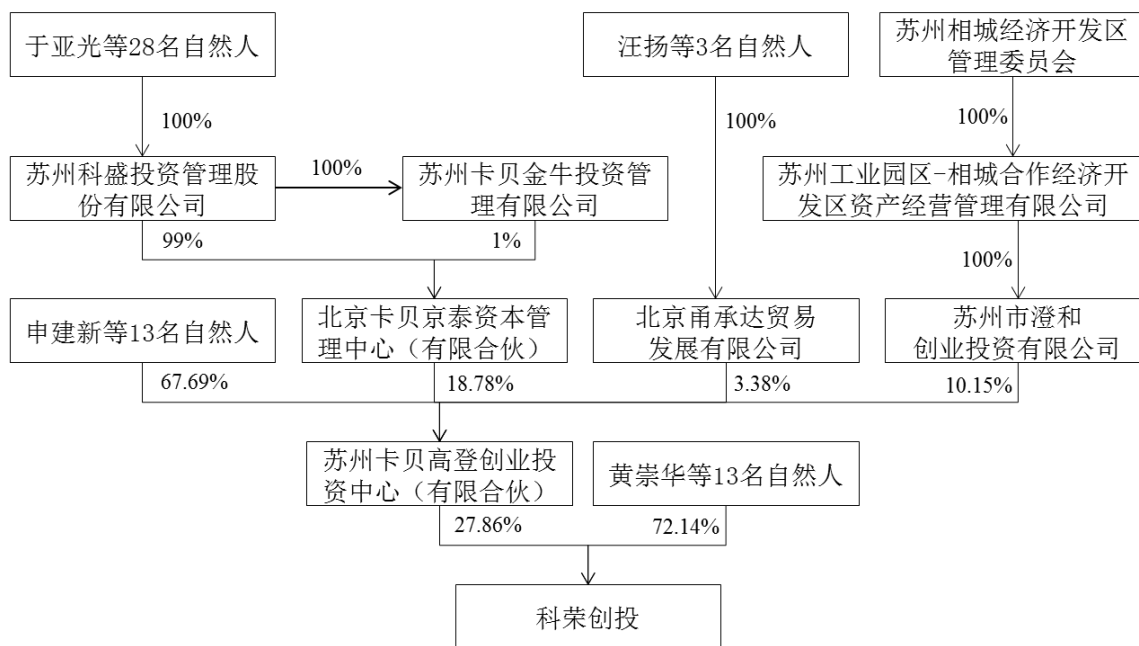 于亚光等28名自然人
汪扬等3名自然人
苏州相城经济开发区
管理委员会
100%
100%
100%
苏州科盛投资管理股
份有限公司
100%
苏州卡贝金牛投资管
理有限公司
苏州工业园区-相城合作经济开
发区资产经营管理有限公司
99%
1%
100%
申建新等13名自然人
北京卡贝京泰资本管
理中心（有限合伙）
北京甬承达贸易
发展有限公司
苏州市澄和
创业投资有限公司
67.69%
18.78%
3.38%
10.15%
苏州卡贝高登创业投
资中心（有限合伙）
黄崇华等13名自然人
27.86%
72.14%
科荣创投